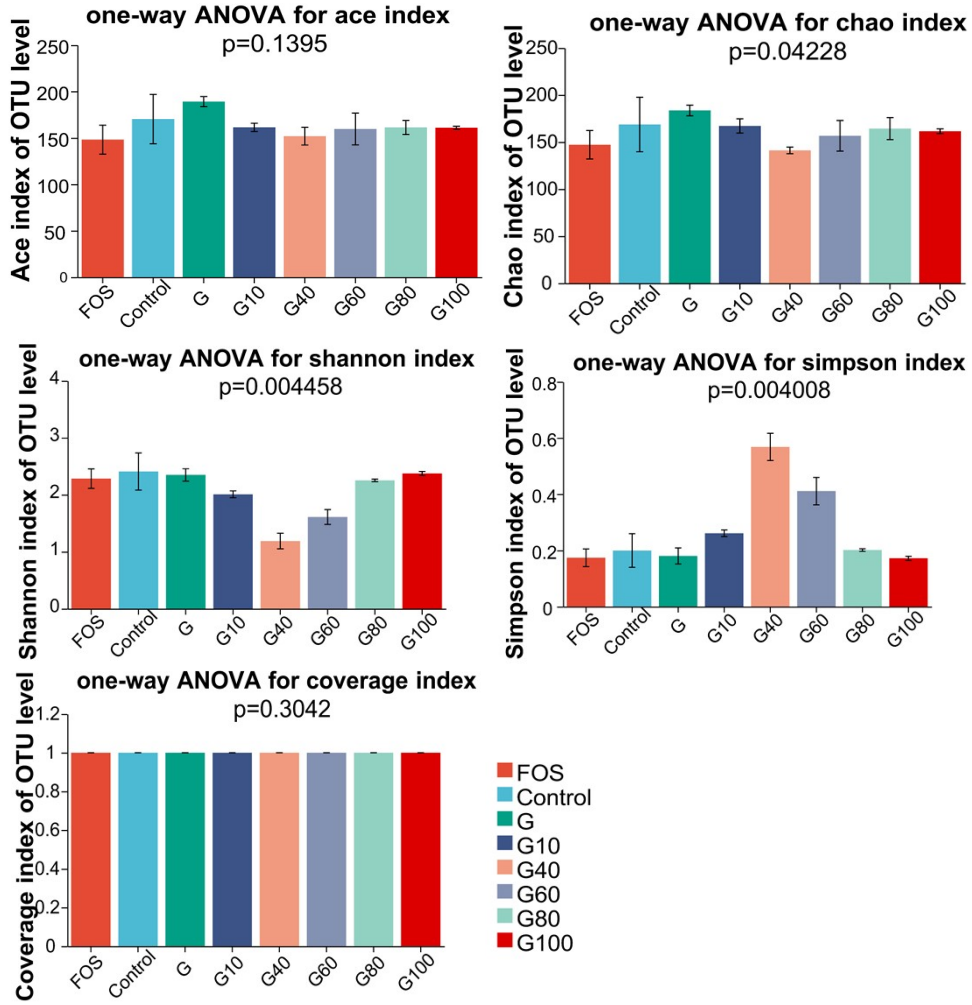 one-way ANOVA for ace index
p=0.1395
Ace index of OTU level
250
200
150
100
50
0
FOS
Control
G
G10
G40
G60
G80
G100
one-way ANOVA for chao index
p=0.04228
Chao index of OTU level
250
200
150
100
50
0
FOS
Control
G
G10
G40
G60
G80
G100
one-way ANOVA for shannon index
p=0.004458
Shannon index of OTU level
4
3
2
1
0
FOS
Control
G
G10
G40
G60
G80
G100
one-way ANOVA for simpson index
p=0.004008
Simpson index of OTU level
0.8
0.6
0.4
0.2
0
FOS
Control
G
G10
G40
G60
G80
G100
one-way ANOVA for coverage index
p=0.3042
Coverage index of OTU level
1.2
1
0.8
0.6
0.4
0.2
0
FOS
Control
G
G10
G40
G60
G80
G100
FOS
Control
G
G10
G40
G60
G80
G100